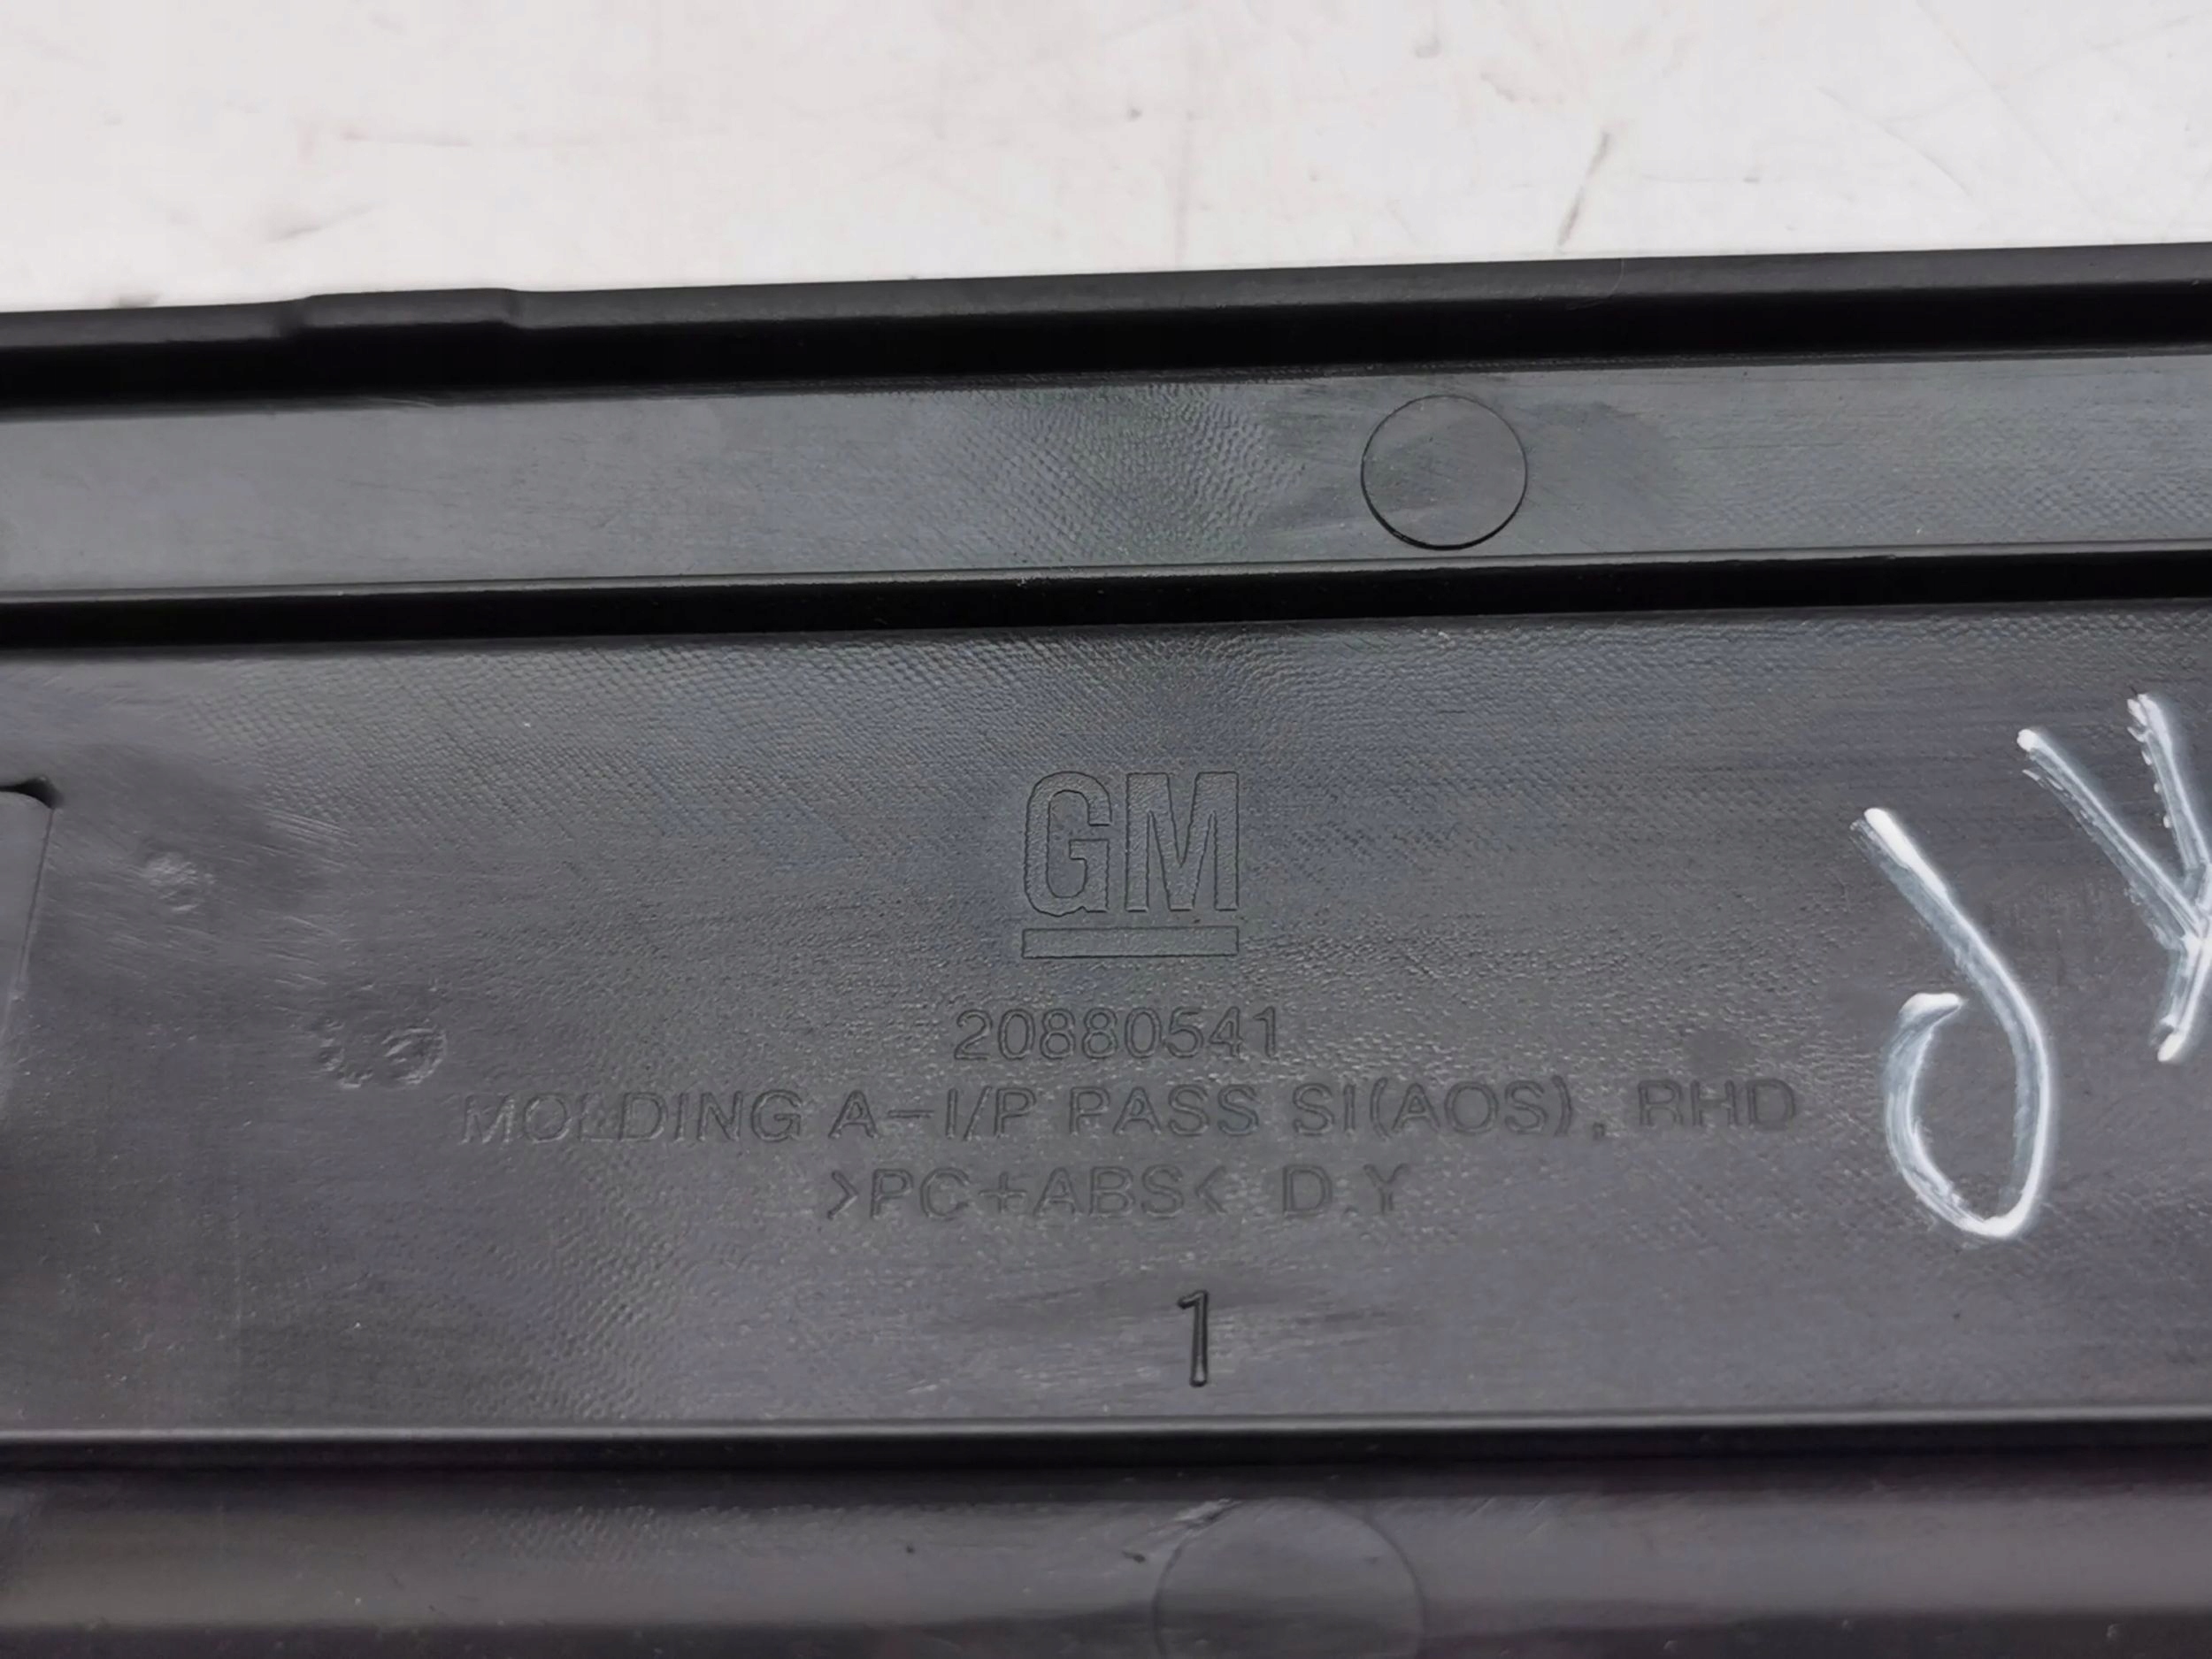 GM
20880541
MOLDING A-I/P PASS SI(AOS), RHD
>PC+ABS< D.Y
1